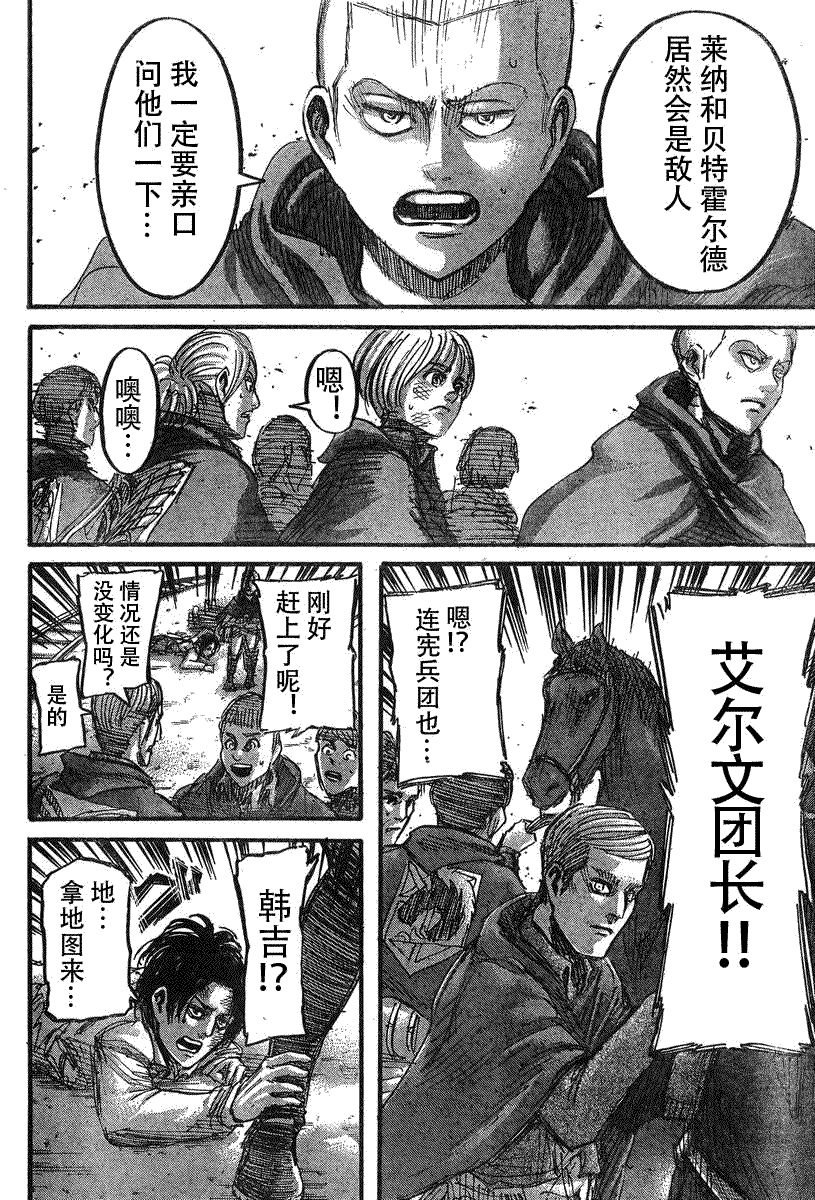 莱纳和贝特霍尔德
居然会是敌人
我一定要亲口
问他们一下…
嗯！
噢噢…
艾尔文团长!!
嗯!?
连宪兵团也…
刚好
赶上了呢！
情况还是
没变化吗？
是的
韩吉!?
地…
拿地图来…